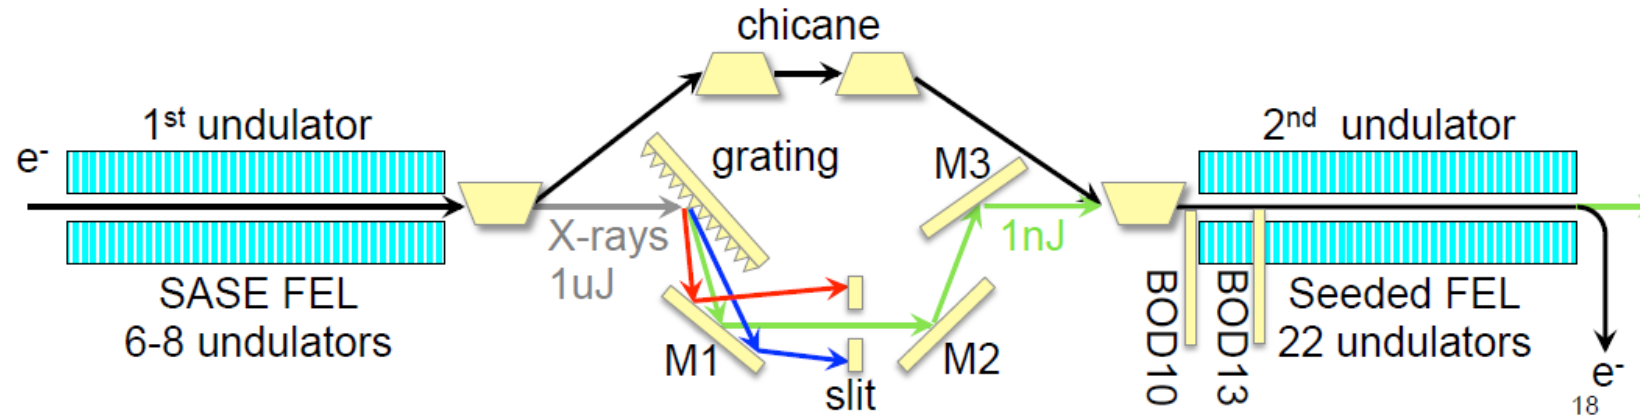 chicane
1st undulator
2nd undulator
e-
grating
M3
X-rays
1uJ
1nJ
SASE FEL
6-8 undulators
M1
slit
M2
BOD10
BOD13
Seeded FEL
22 undulators
e-
18